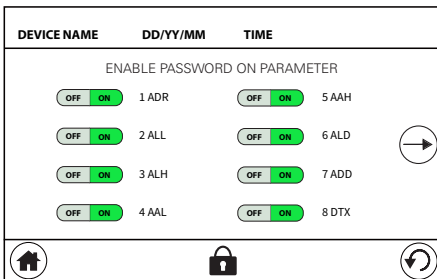 DEVICE NAME DD/YY/MM TIME
ENABLE PASSWORD ON PARAMETER
OFF ON 1 ADR OFF ON 5 AAH
OFF ON 2 ALL OFF ON 6 ALD
OFF ON 3 ALH OFF ON 7 ADD
OFF ON 4 AAL OFF ON 8 DTX